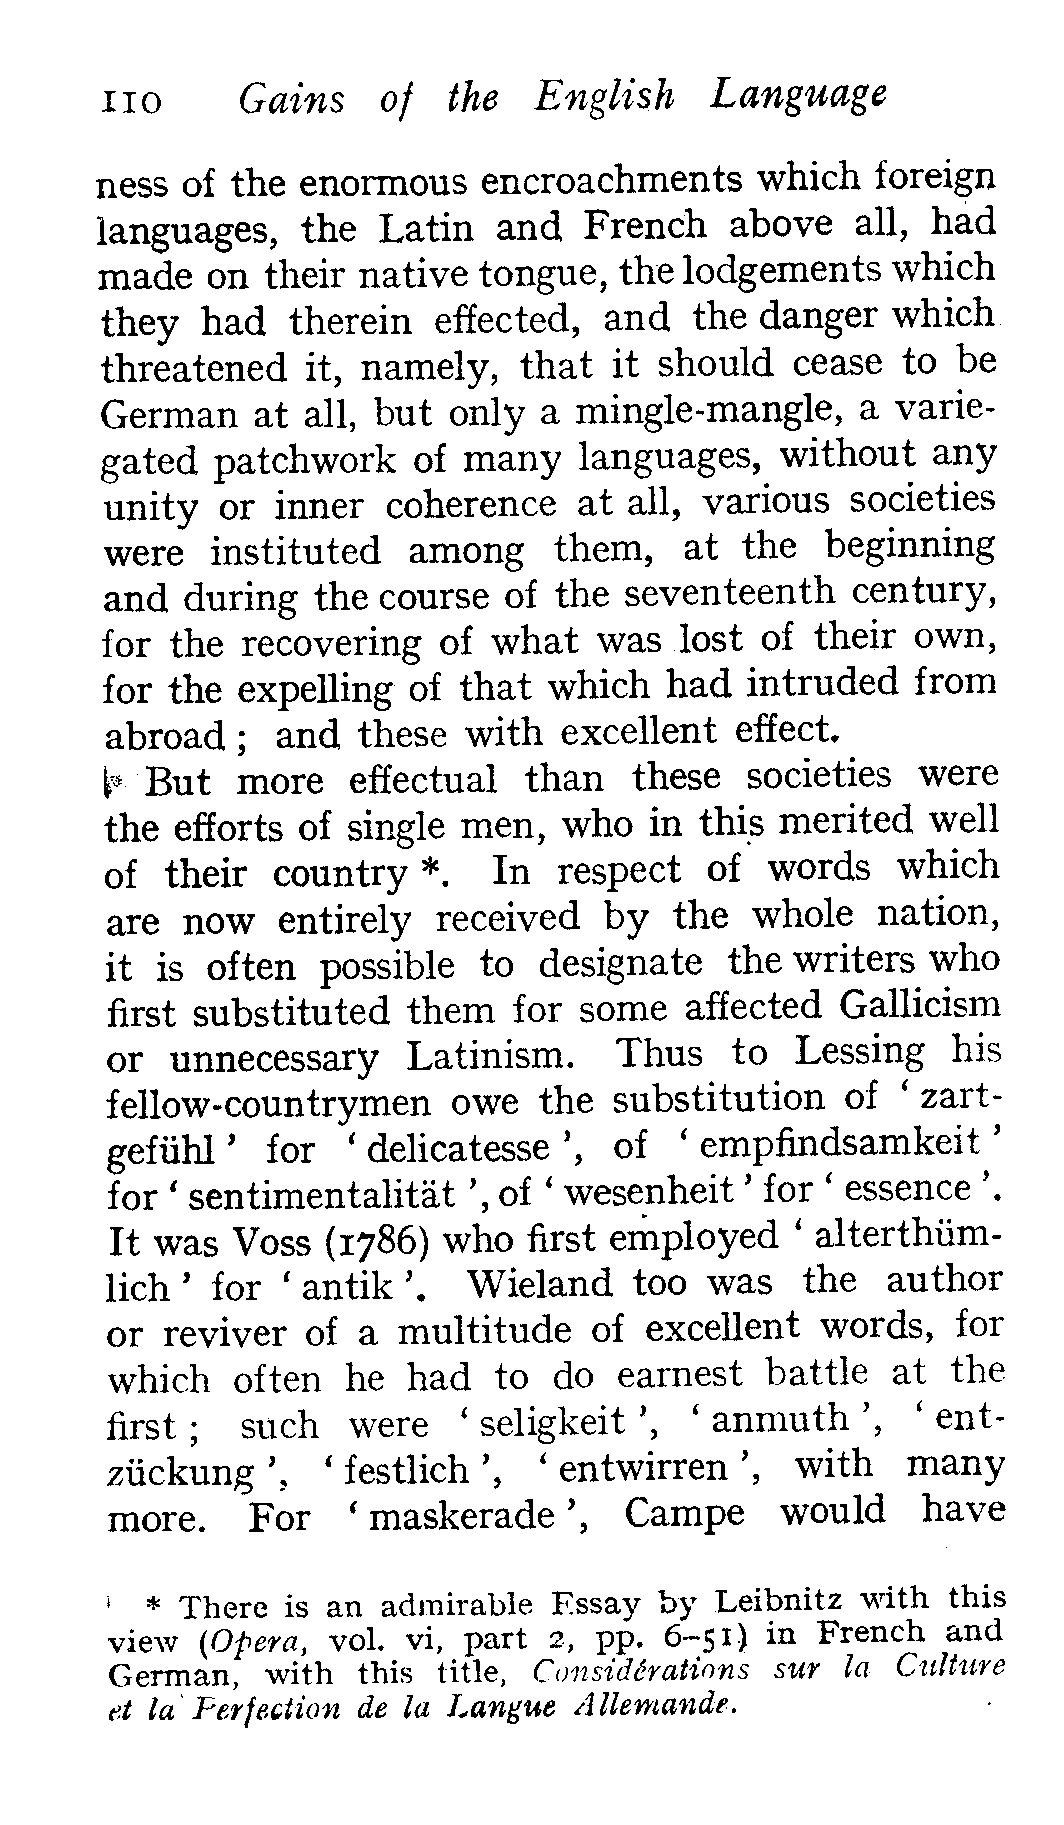 110 Gains of the English Language
ness of the enormous encroachments which foreign
languages, the Latin and French above all, had
made on their native tongue, the lodgements which
they had therein effected, and the danger which
threatened it, namely, that it should cease to be
German at all, but only a mingle-mangle, a varie-
gated patchwork of many languages, without any
unity or inner coherence at all, various societies
were instituted among them, at the beginning
and during the course of the seventeenth century,
for the recovering of what was lost of their own,
for the expelling of that which had intruded from
abroad ; and these with excellent effect.
But more effectual than these societies were
the efforts of single men, who in this merited well
of their country *. In respect of words which
are now entirely received by the whole nation,
it is often possible to designate the writers who
first substituted them for some affected Gallicism
or unnecessary Latinism. Thus to Lessing his
fellow-countrymen owe the substitution of ‘ zart-
gefühl ’ for ‘ delicatesse ’, of ‘ empfindsamkeit ’
for ‘ sentimentalität ’, of ‘ wesenheit ’ for ‘ essence ’.
It was Voss (1786) who first employed ‘ alterthüm-
lich ’ for ‘ antik ’. Wieland too was the author
or reviver of a multitude of excellent words, for
which often he had to do earnest battle at the
first ; such were ‘ seligkeit ’, ‘ anmuth ’, ‘ ent-
zückung ’, ‘ festlich ’, ‘ entwirren ’, with many
more. For ‘ maskerade ’, Campe would have
* There is an admirable Essay by Leibnitz with this
view (Opera, vol. vi, part 2, pp. 6–51) in French and
German, with this title, Considérations sur la Culture
et la Perfection de la Langue Allemande.